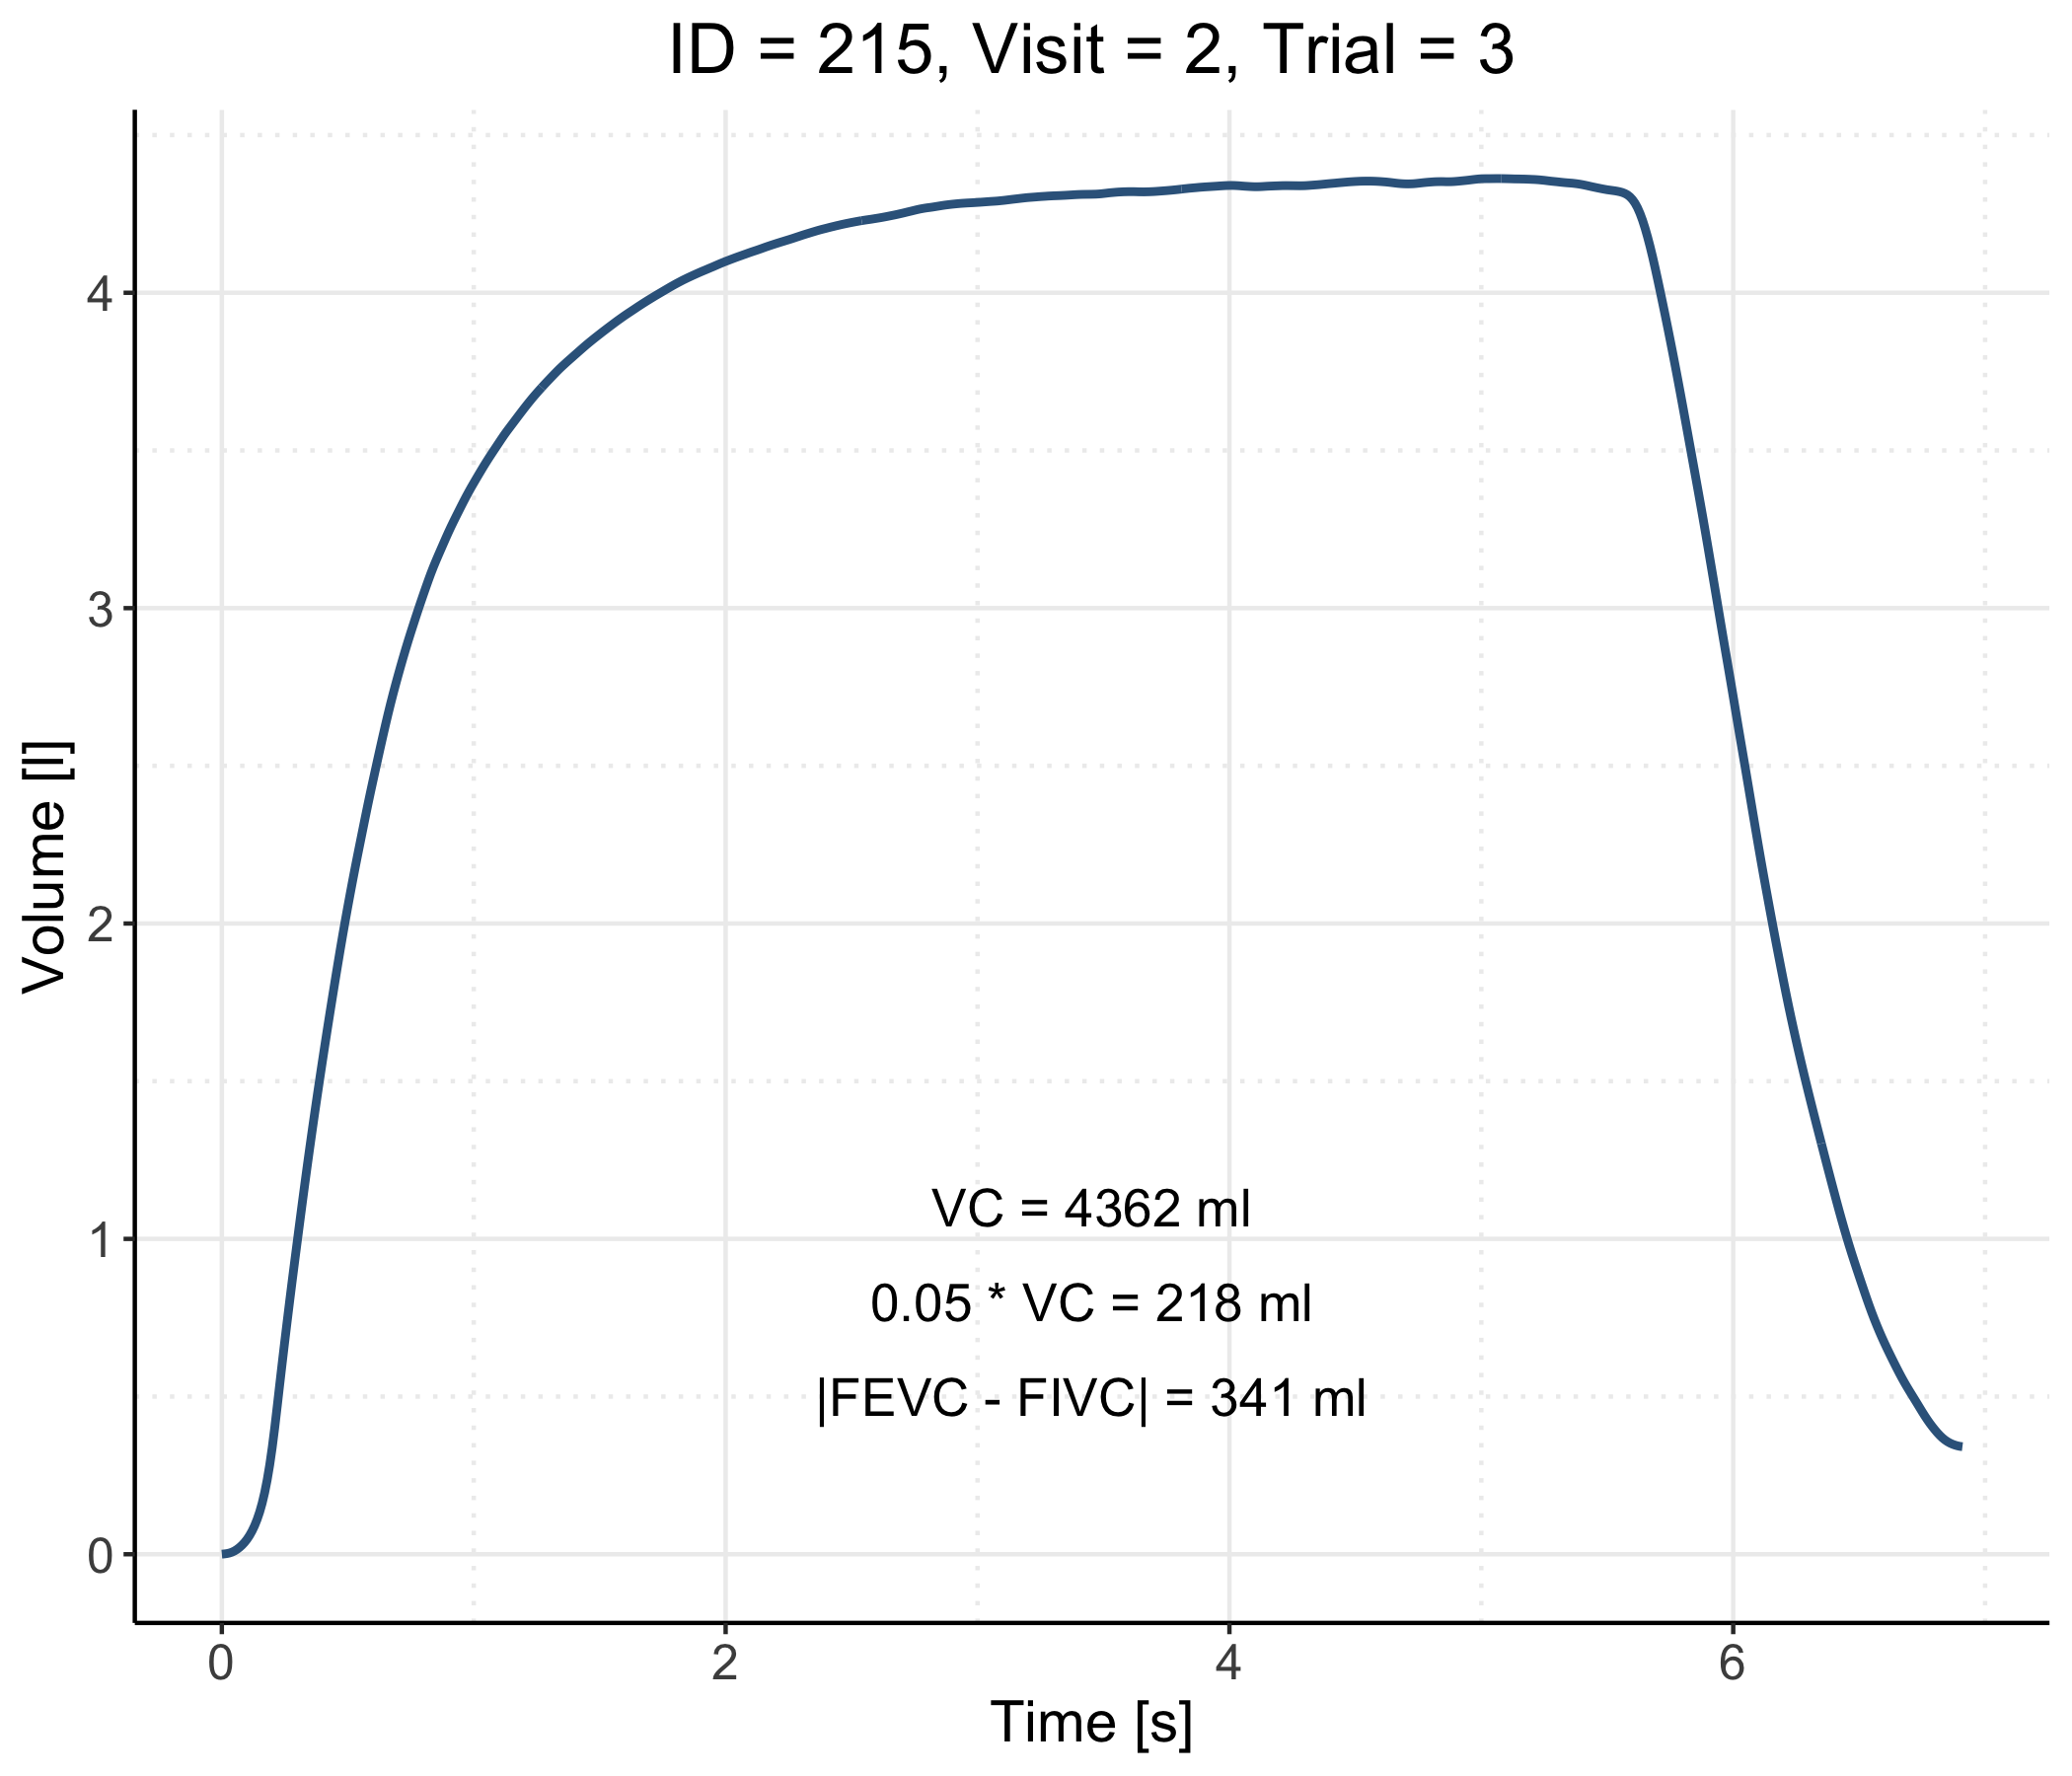 ID = 215, Visit = 2, Trial = 3
Volume [l]
4
3
2
1
0
VC = 4362 ml
0.05 * VC = 218 ml
|FEVC - FIVC| = 341 ml
0 2 4 6
Time [s]